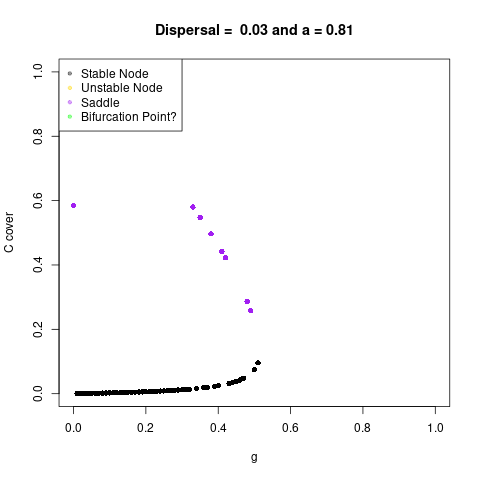 Dispersal =  0.03 and a = 0.81
Stable Node
Unstable Node
Saddle
Bifurcation Point?
C cover
1.0
0.8
0.6
0.4
0.2
0.0
0.0 0.2 0.4 0.6 0.8 1.0
g